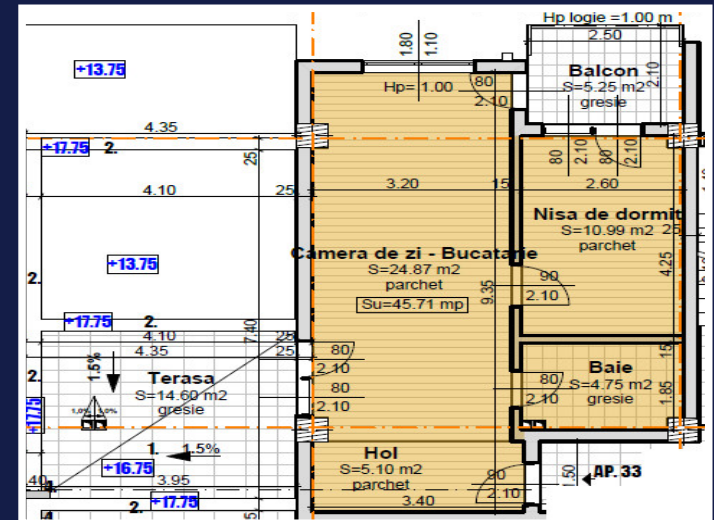 Hp logie =1.00 m
2.50
+13.75
1.80
1.10
80
2.10
Hp= 1.00
Balcon
S=5.25 m2
gresie
2.10
4.35
+17.75 2.
25
80
2.10
80
2.10
4.10
25
3.20
15
2.60
Nisa de dormit
S=10.99 m2
parchet
25
4.25
Camera de zi - Bucatarie
S=24.87 m2
parchet
Su=45.71 mp
9.35
+13.75
2.
90
2.10
+17.75
2.
4.10
25
7.40
4.35
25
80
2.10
15
1.5%
Terasa
S=14.60 m2
gresie
2.
80
2.10
Baie
S=4.75 m2
gresie
80
2.10
1.85
+17.75
1,0%
1.
1.5%
+16.75
Hol
S=5.10 m2
parchet
90
2.10
1.50
AP. 33
.40
3.95
3.40
2.
+17.75